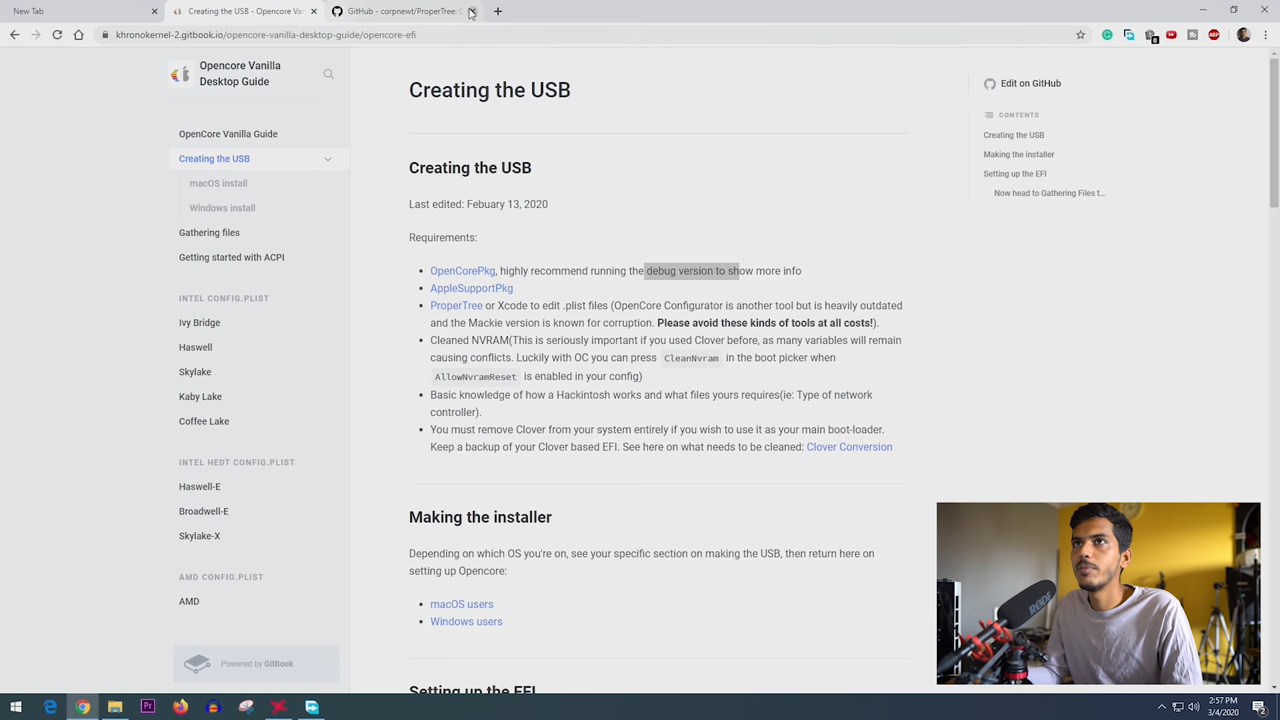 New Tab
Creating the USB - OpenCore Vani
GitHub - corpnewt/ProperTree:
khronokernel-2.gitbook.io/opencore-vanilla-desktop-guide/opencore-efi
Opencore Vanilla
Desktop Guide
OpenCore Vanilla Guide
Creating the USB
macOS install
Windows install
Gathering files
Getting started with ACPI
INTEL CONFIG.PLIST
Ivy Bridge
Haswell
Skylake
Kaby Lake
Coffee Lake
INTEL HEDT CONFIG.PLIST
Haswell-E
Broadwell-E
Skylake-X
AMD CONFIG.PLIST
AMD
Powered by GitBook
Creating the USB
Creating the USB
Last edited: Febuary 13, 2020
Requirements:
• OpenCorePkg, highly recommend running the debug version to show more info
• AppleSupportPkg
• ProperTree or Xcode to edit .plist files (OpenCore Configurator is another tool but is heavily outdated
and the Mackie version is known for corruption. Please avoid these kinds of tools at all costs!).
• Cleaned NVRAM(This is seriously important if you used Clover before, as many variables will remain
causing conflicts. Luckily with OC you can press CleanNvram in the boot picker when
AllowNvramReset is enabled in your config)
• Basic knowledge of how a Hackintosh works and what files yours requires(ie: Type of network
controller).
• You must remove Clover from your system entirely if you wish to use it as your main boot-loader.
Keep a backup of your Clover based EFI. See here on what needs to be cleaned: Clover Conversion
Making the installer
Depending on which OS you're on, see your specific section on making the USB, then return here on
setting up Opencore:
• macOS users
• Windows users
Setting up the EFI
Edit on GitHub
CONTENTS
Creating the USB
Making the installer
Setting up the EFI
Now head to Gathering Files t...
RODE
2:57 PM
3/4/2020